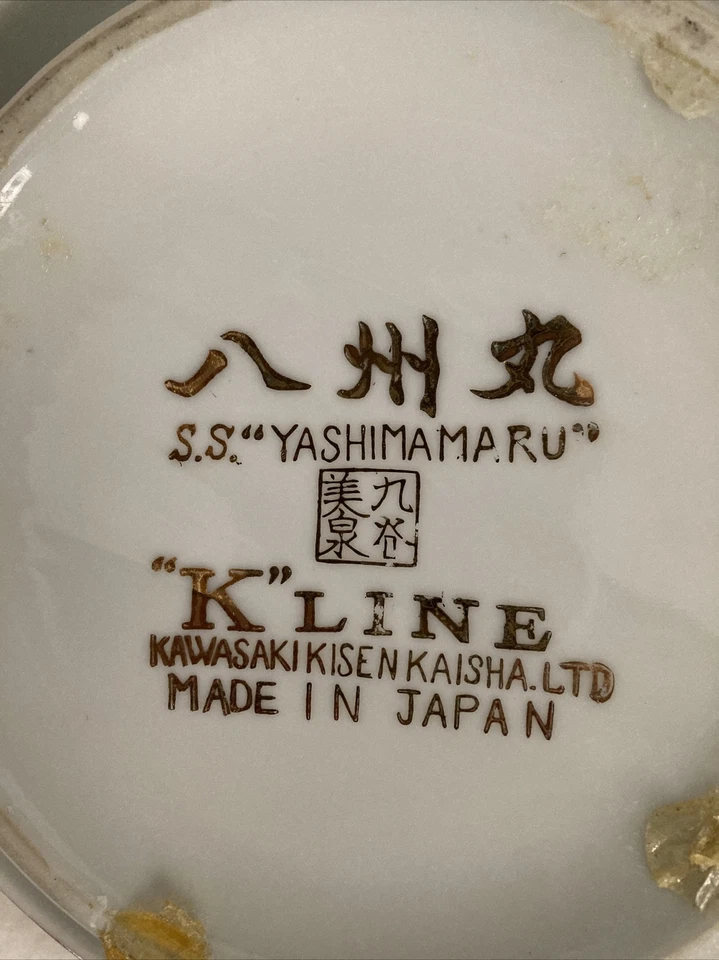 八州丸
S.S.“YASHIMAMARU”
九谷
美泉
“K” LINE
KAWASAKI KISEN KAISHA. LTD
MADE IN JAPAN